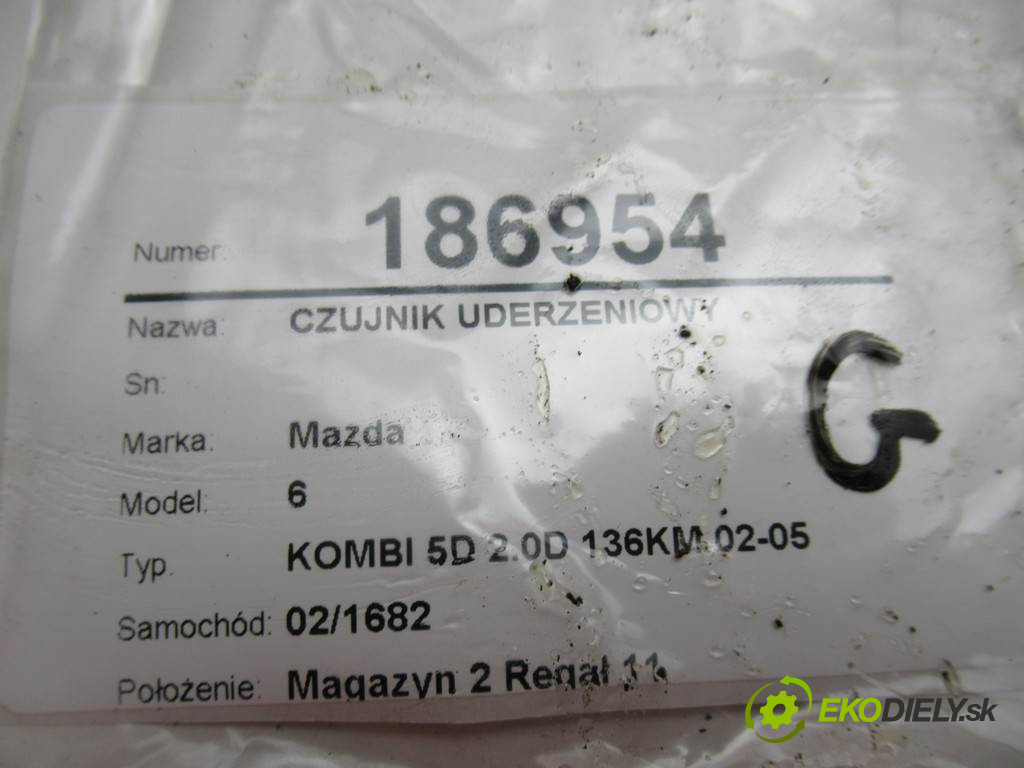 Numer: 186954
Nazwa: CZUJNIK UDERZENIOWY
Sn:
Marka: Mazda
Model: 6
Typ. KOMBI 5D 2.0D 136KM 02-05
Samochód: 02/1682
Położenie: Magazyn 2 Regał 11
G
EKODIELY.sk